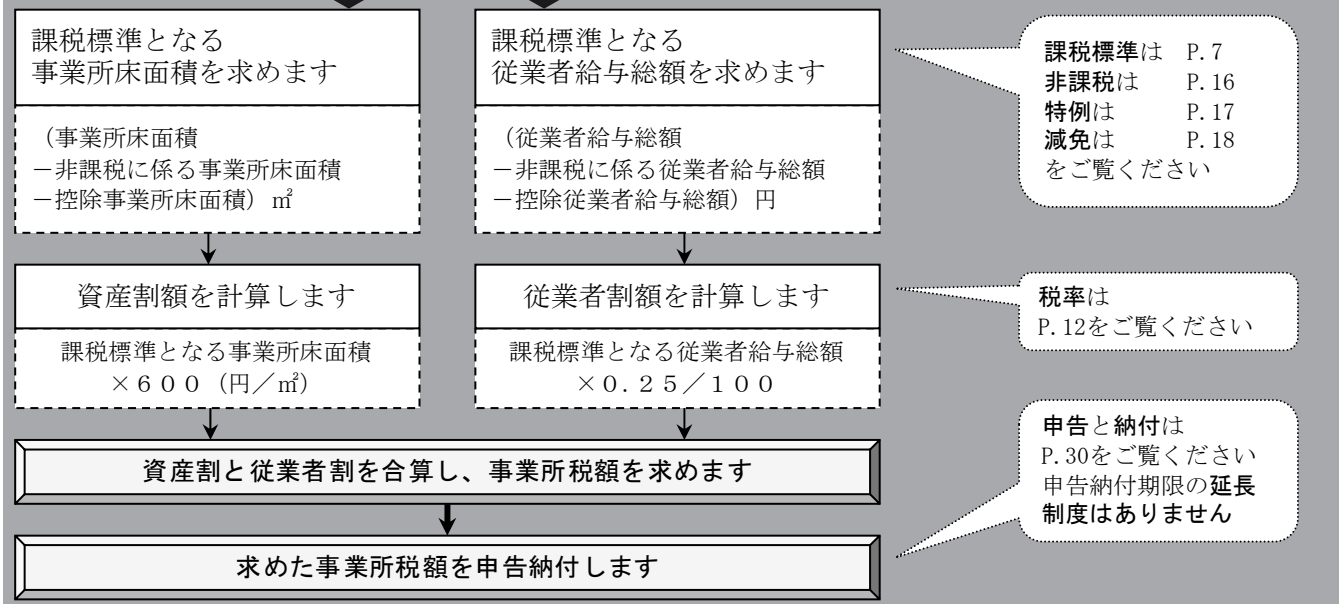 課税標準となる
事業所床面積を求めます
(事業所床面積
－非課税に係る事業所床面積
－控除事業所床面積) ㎡
課税標準となる
従業者給与総額を求めます
(従業者給与総額
－非課税に係る従業者給与総額
－控除従業者給与総額) 円
課税標準は P.7
非課税は P.16
特例は P.17
減免は P.18
をご覧ください
資産割額を計算します
課税標準となる事業所床面積
×６００（円／㎡）
従業者割額を計算します
課税標準となる従業者給与総額
×０．２５／１００
税率は
P.12をご覧ください
資産割と従業者割を合算し、事業所税額を求めます
申告と納付は
P.30をご覧ください
申告納付期限の延長
制度はありません
求めた事業所税額を申告納付します